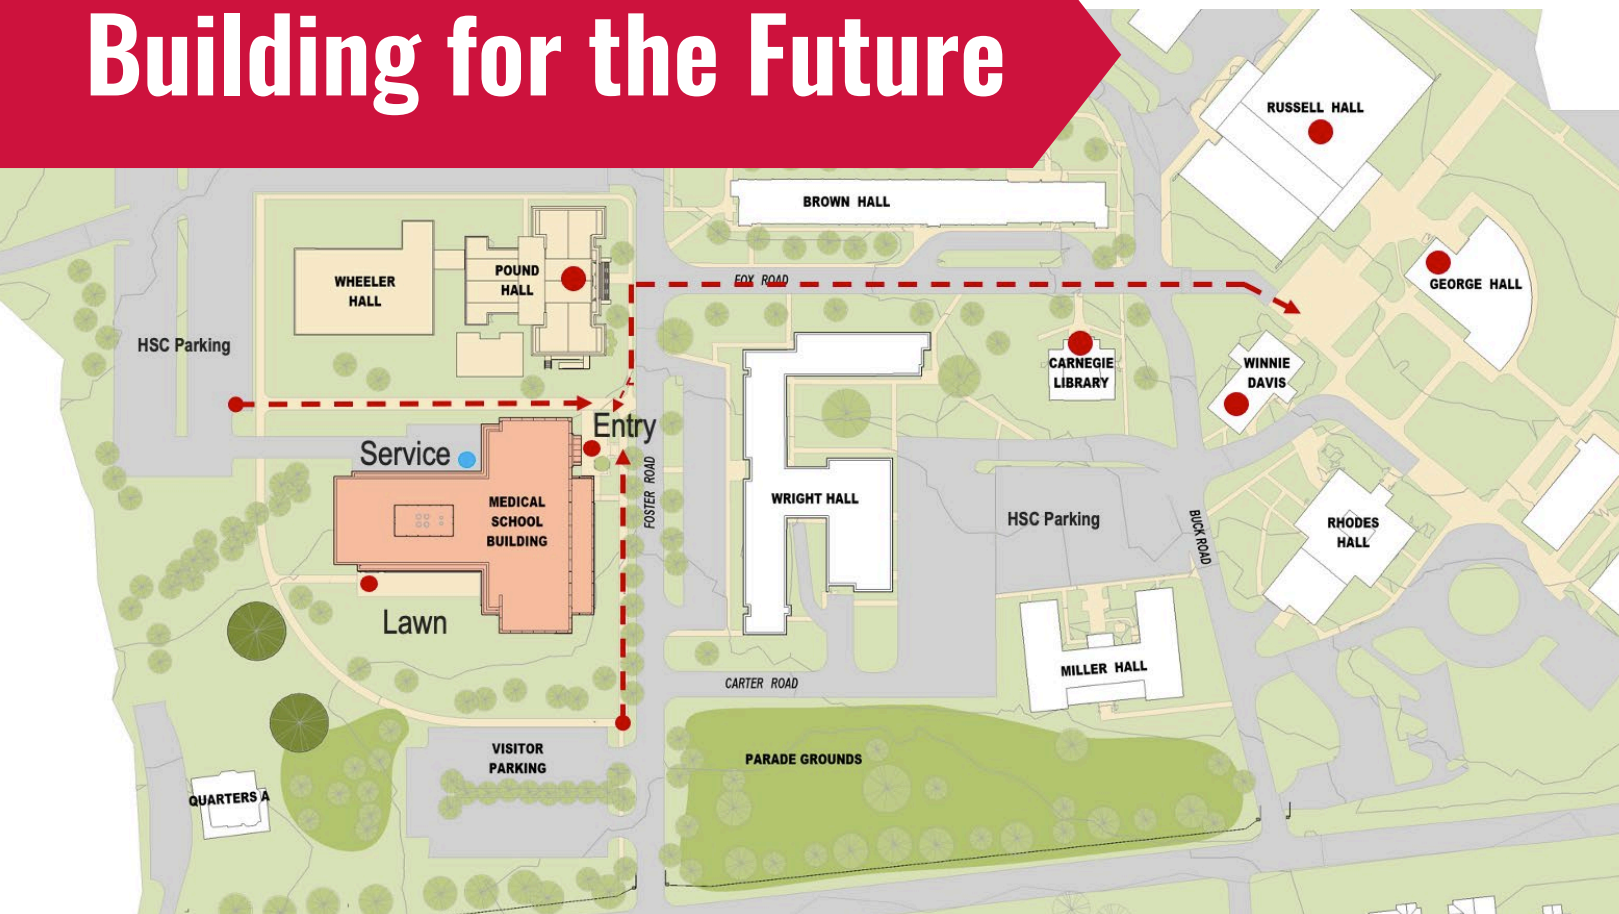 Building for the Future
RUSSELL HALL
BROWN HALL
WHEELER
HALL
POUND
HALL
FOX ROAD
GEORGE HALL
HSC Parking
CARNEGIE
LIBRARY
WINNIE
DAVIS
Entry
Service
MEDICAL
SCHOOL
BUILDING
FOSTER ROAD
WRIGHT HALL
HSC Parking
BUCK ROAD
RHODES
HALL
Lawn
MILLER HALL
CARTER ROAD
VISITOR
PARKING
PARADE GROUNDS
QUARTERS A